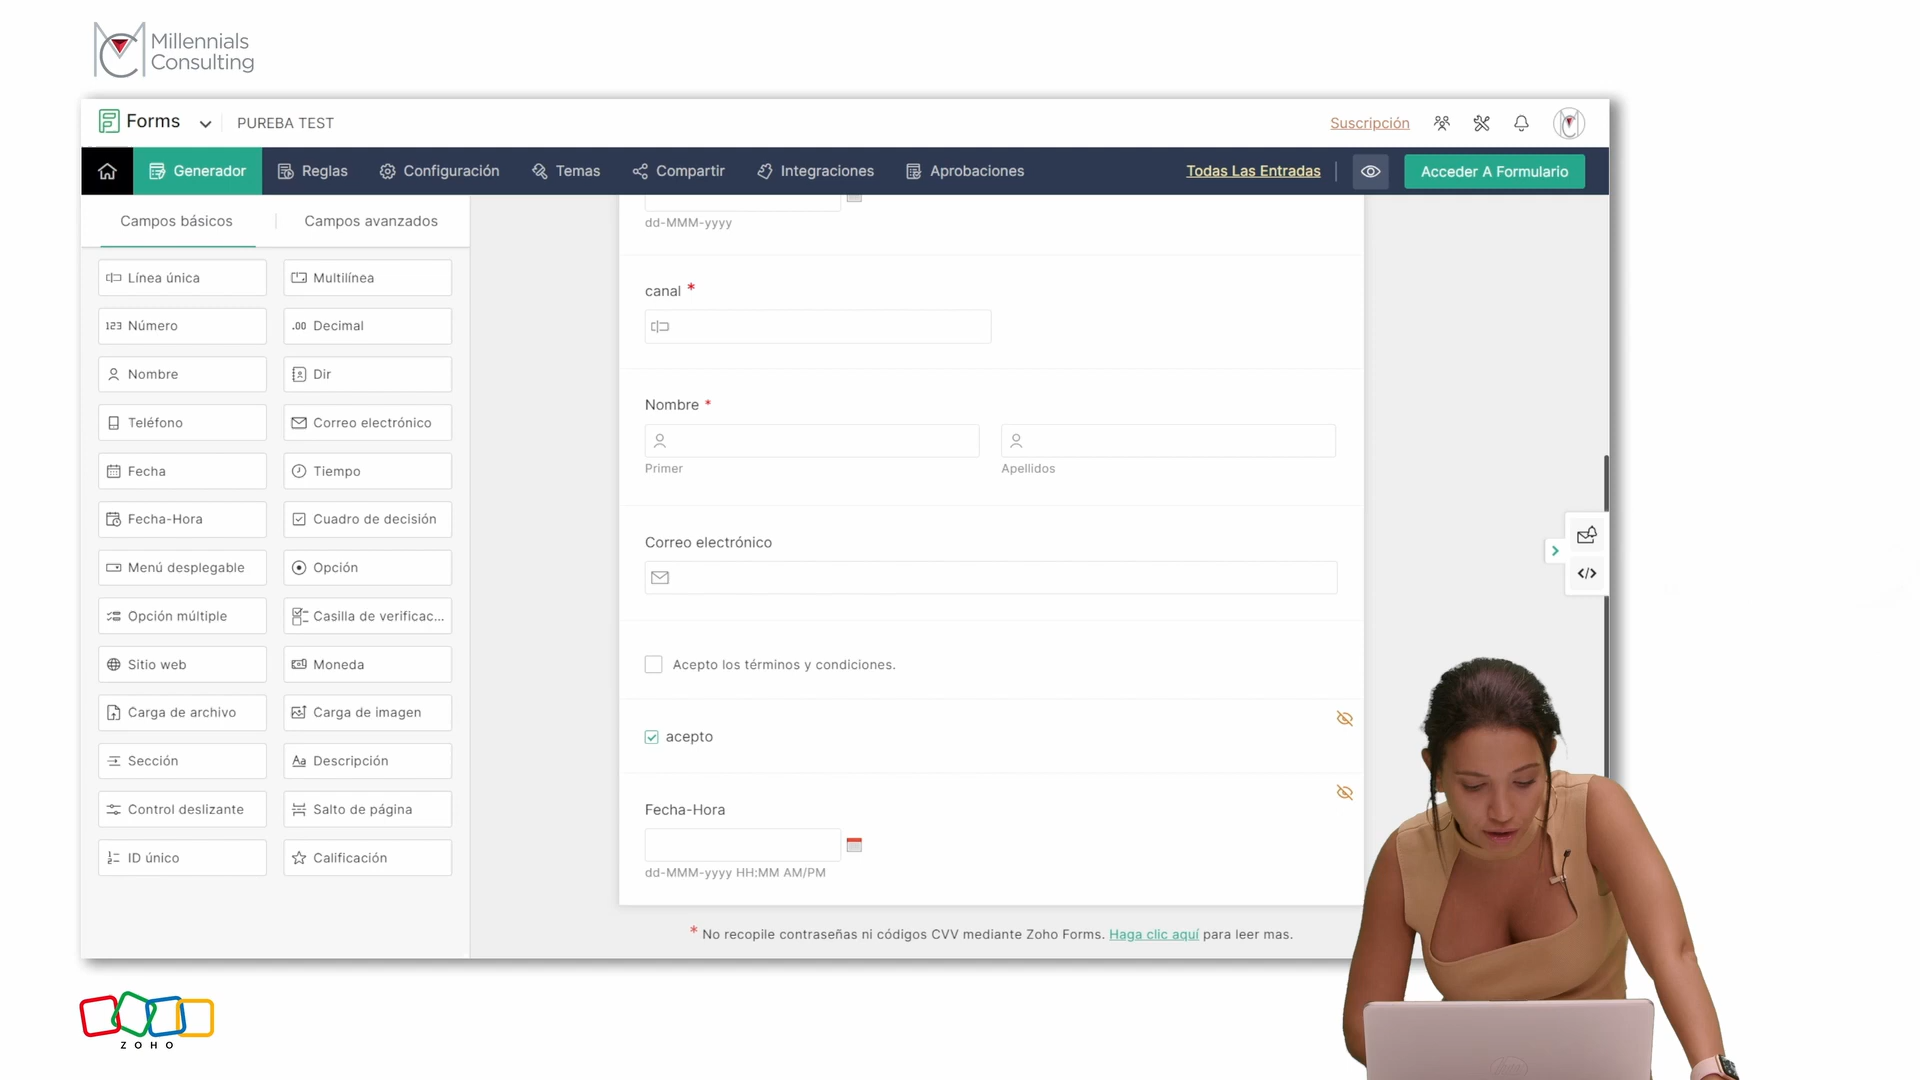 Millennials
Consulting
Forms
PUREBA TEST
Suscripción
Generador
Reglas
Configuración
Temas
Compartir
Integraciones
Aprobaciones
Todas Las Entradas
Acceder A Formulario
Campos básicos
Campos avanzados
Línea única
Multilínea
123 Número
.00 Decimal
Nombre
Dir
Teléfono
Correo electrónico
Fecha
Tiempo
Fecha-Hora
Cuadro de decisión
Menú desplegable
Opción
Opción múltiple
Casilla de verificac...
Sitio web
Moneda
Carga de archivo
Carga de imagen
Sección
Aa Descripción
Control deslizante
Salto de página
ID único
Calificación
dd-MMM-yyyy
canal *
Nombre *
Primer
Apellidos
Correo electrónico
Acepto los términos y condiciones.
acepto
Fecha-Hora
dd-MMM-yyyy HH:MM AM/PM
* No recopile contraseñas ni códigos CVV mediante Zoho Forms. Haga clic aquí para leer mas.
ZOHO